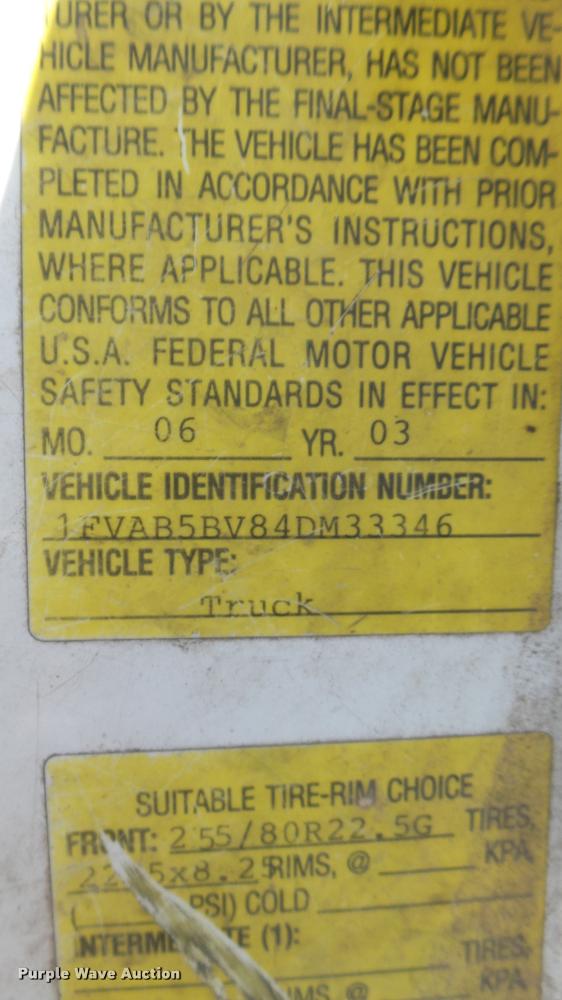 URER OR BY THE INTERMEDIATE VE-
HICLE MANUFACTURER, HAS NOT BEEN
AFFECTED BY THE FINAL-STAGE MANU-
FACTURE. THE VEHICLE HAS BEEN COM-
PLETED IN ACCORDANCE WITH PRIOR
MANUFACTURER'S INSTRUCTIONS,
WHERE APPLICABLE. THIS VEHICLE
CONFORMS TO ALL OTHER APPLICABLE
U.S.A. FEDERAL MOTOR VEHICLE
SAFETY STANDARDS IN EFFECT IN:
MO. 06 YR. 03
VEHICLE IDENTIFICATION NUMBER:
1FVAB5BV84DM33346
VEHICLE TYPE:
Truck
SUITABLE TIRE-RIM CHOICE
FRONT: 255/80R22.5G TIRES,
RIMS, @ KPA
( PSI) COLD
(1):
TIRES,
RIMS @ KPA
Purple Wave Auction